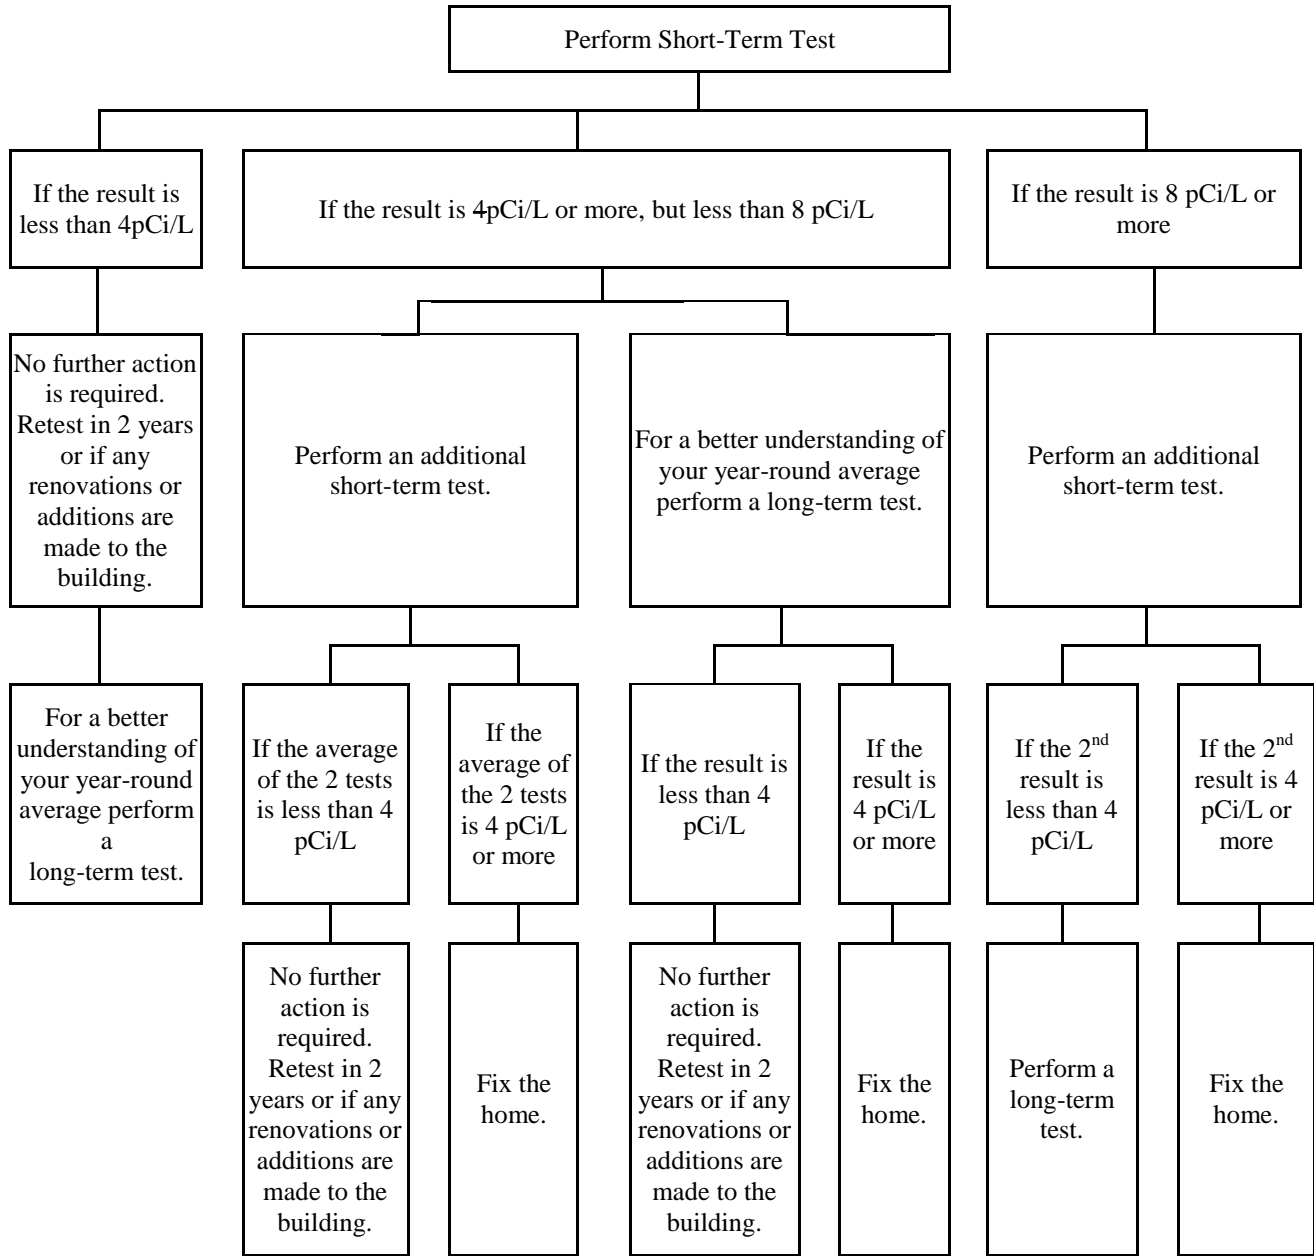 Perform Short-Term Test
If the result is
less than 4pCi/L
If the result is 4pCi/L or more, but less than 8 pCi/L
If the result is 8 pCi/L or
more
No further action
is required.
Retest in 2 years
or if any
renovations or
additions are
made to the
building.
Perform an additional
short-term test.
For a better understanding of
your year-round average
perform a long-term test.
Perform an additional
short-term test.
For a better
understanding of
your year-round
average perform
a
long-term test.
If the average
of the 2 tests
is less than 4
pCi/L
If the
average of
the 2 tests
is 4 pCi/L
or more
If the result is
less than 4
pCi/L
If the
result is
4 pCi/L
or more
If the 2nd
result is
less than 4
pCi/L
If the 2nd
result is 4
pCi/L or
more
No further
action is
required.
Retest in 2
years or if any
renovations or
additions are
made to the
building.
Fix the
home.
No further
action is
required.
Retest in 2
years or if any
renovations or
additions are
made to the
building.
Fix the
home.
Perform a
long-term
test.
Fix the
home.